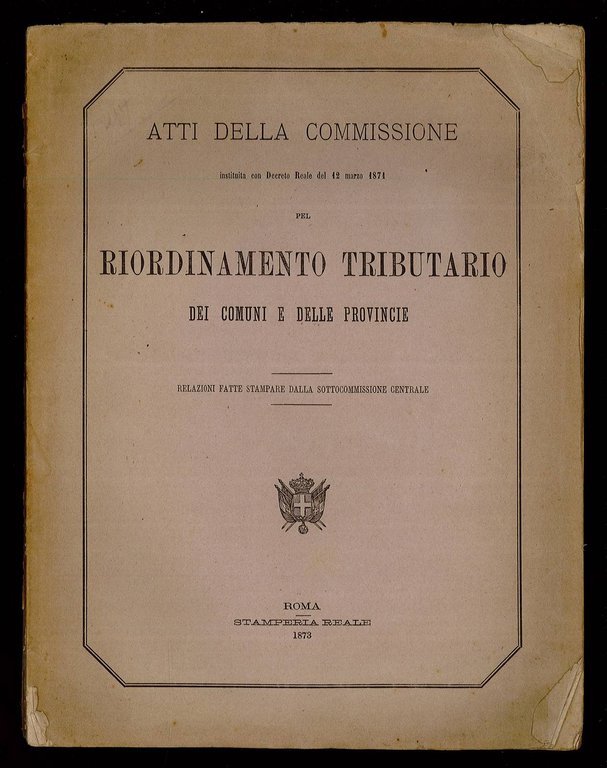 ATTI DELLA COMMISSIONE
instituita con Decreto Reale del 12 marzo 1871
PEL
RIORDINAMENTO TRIBUTARIO
DEI COMUNI E DELLE PROVINCIE
RELAZIONI FATTE STAMPARE DALLA SOTTOCOMMISSIONE CENTRALE
ROMA
STAMPERIA REALE
1873